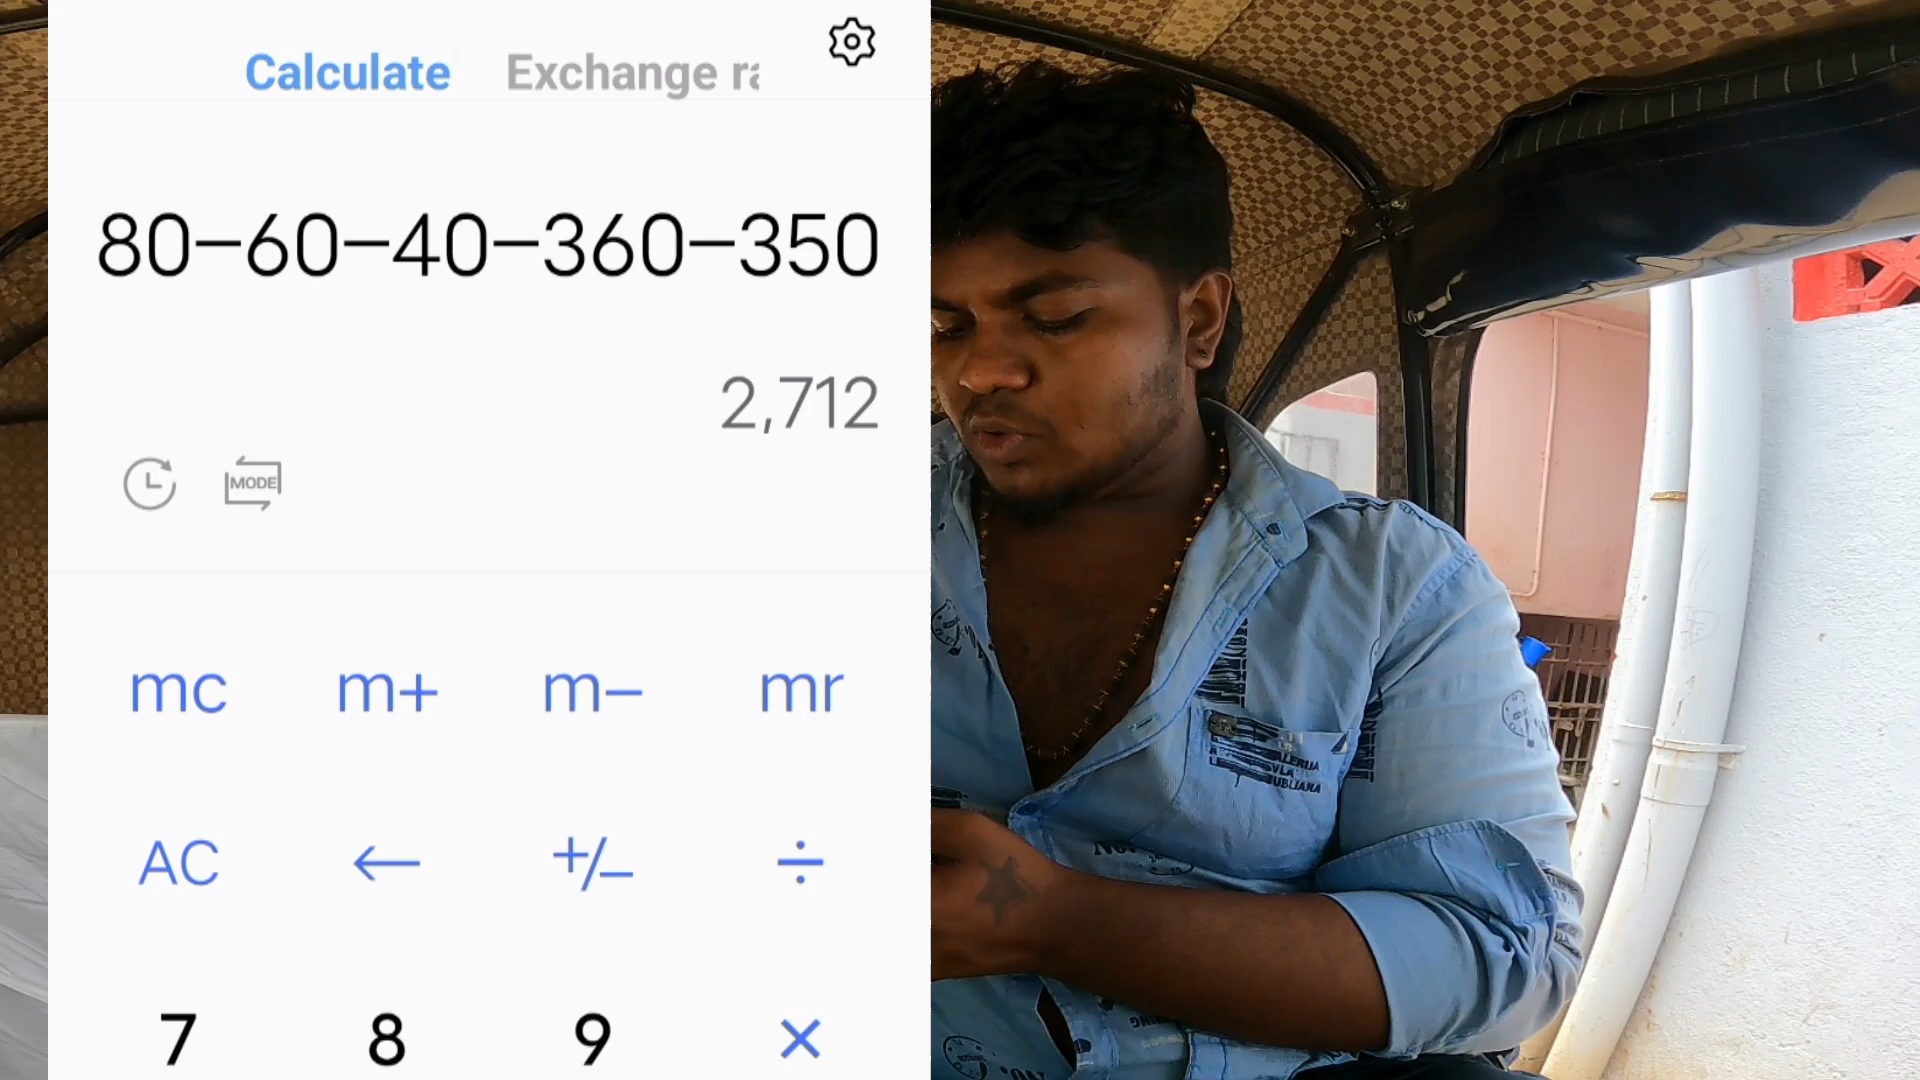 Calculate Exchange ra
80−60−40−360−350
2,712
MODE
mc m+ m− mr
AC ← +/− ÷
7 8 9 ×